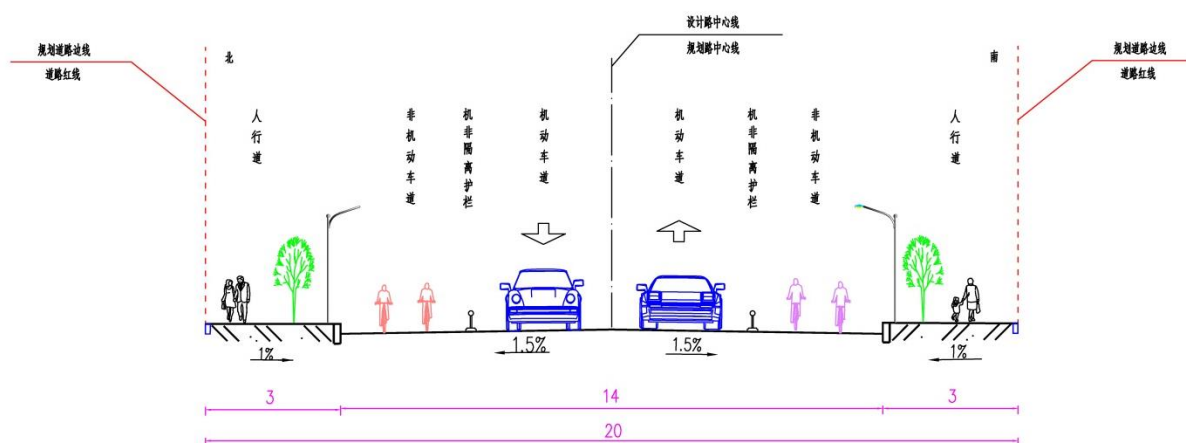 设计路中心线
规划路中心线
规划道路边线
道路红线
北
南
规划道路边线
道路红线
人行道
非机动车道
机非隔离护栏
机动车道
机动车道
机非隔离护栏
非机动车道
人行道
1%
1.5%
1.5%
1%
3
14
3
20